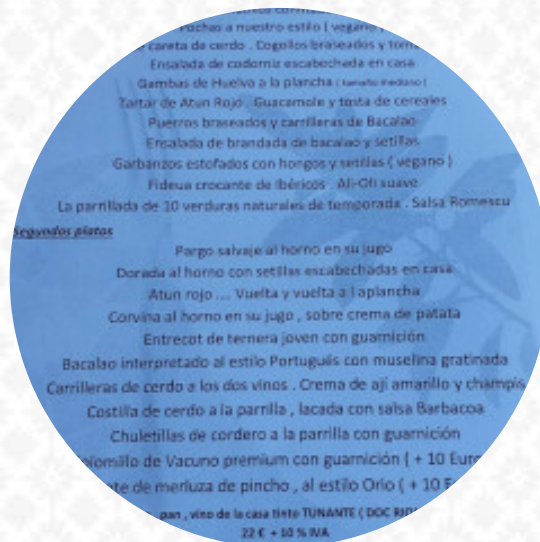 Pochas a nuestro estilo ( vegano )
careta de cerdo . Cogollos braseados y
Ensalada de codorniz escabechada en casa
Gambas de Huelva a la plancha ( tamaño mediano )
Tartar de Atun Rojo . Guacamole y tosta de cereales
Puerros braseados y carrilleras de Bacalao
Ensalada de brandada de bacalao y setillas
Garbanzos estofados con hongos y setillas ( vegano )
Fideua crocante de Ibéricos . Ali-Oli suave
La parrillada de 10 verduras naturales de temporada . Salsa Romescu
Segundos platos
Pargo salvaje al horno en su jugo
Dorada al horno con setillas escabechadas en casa
Atun rojo .... Vuelta y vuelta a l aplancha
Corvina al horno en su jugo , sobre crema de patata
Entrecot de ternera joven con guarnición
Bacalao interpretado al estilo Portugués con muselina gratinada
Carrilleras de cerdo a los dos vinos . Crema de aji amarillo y champis
Costilla de cerdo a la parrilla , lacada con salsa Barbacoa
Chuletillas de cordero a la parrilla con guarnición
de Vacuno premium con guarnición ( + 10 Euro
de merluza de pincho , al estilo Orio ( + 10
pan , vino de la casa tinto TUNANTE ( DOC
22 € + 10 % IVA